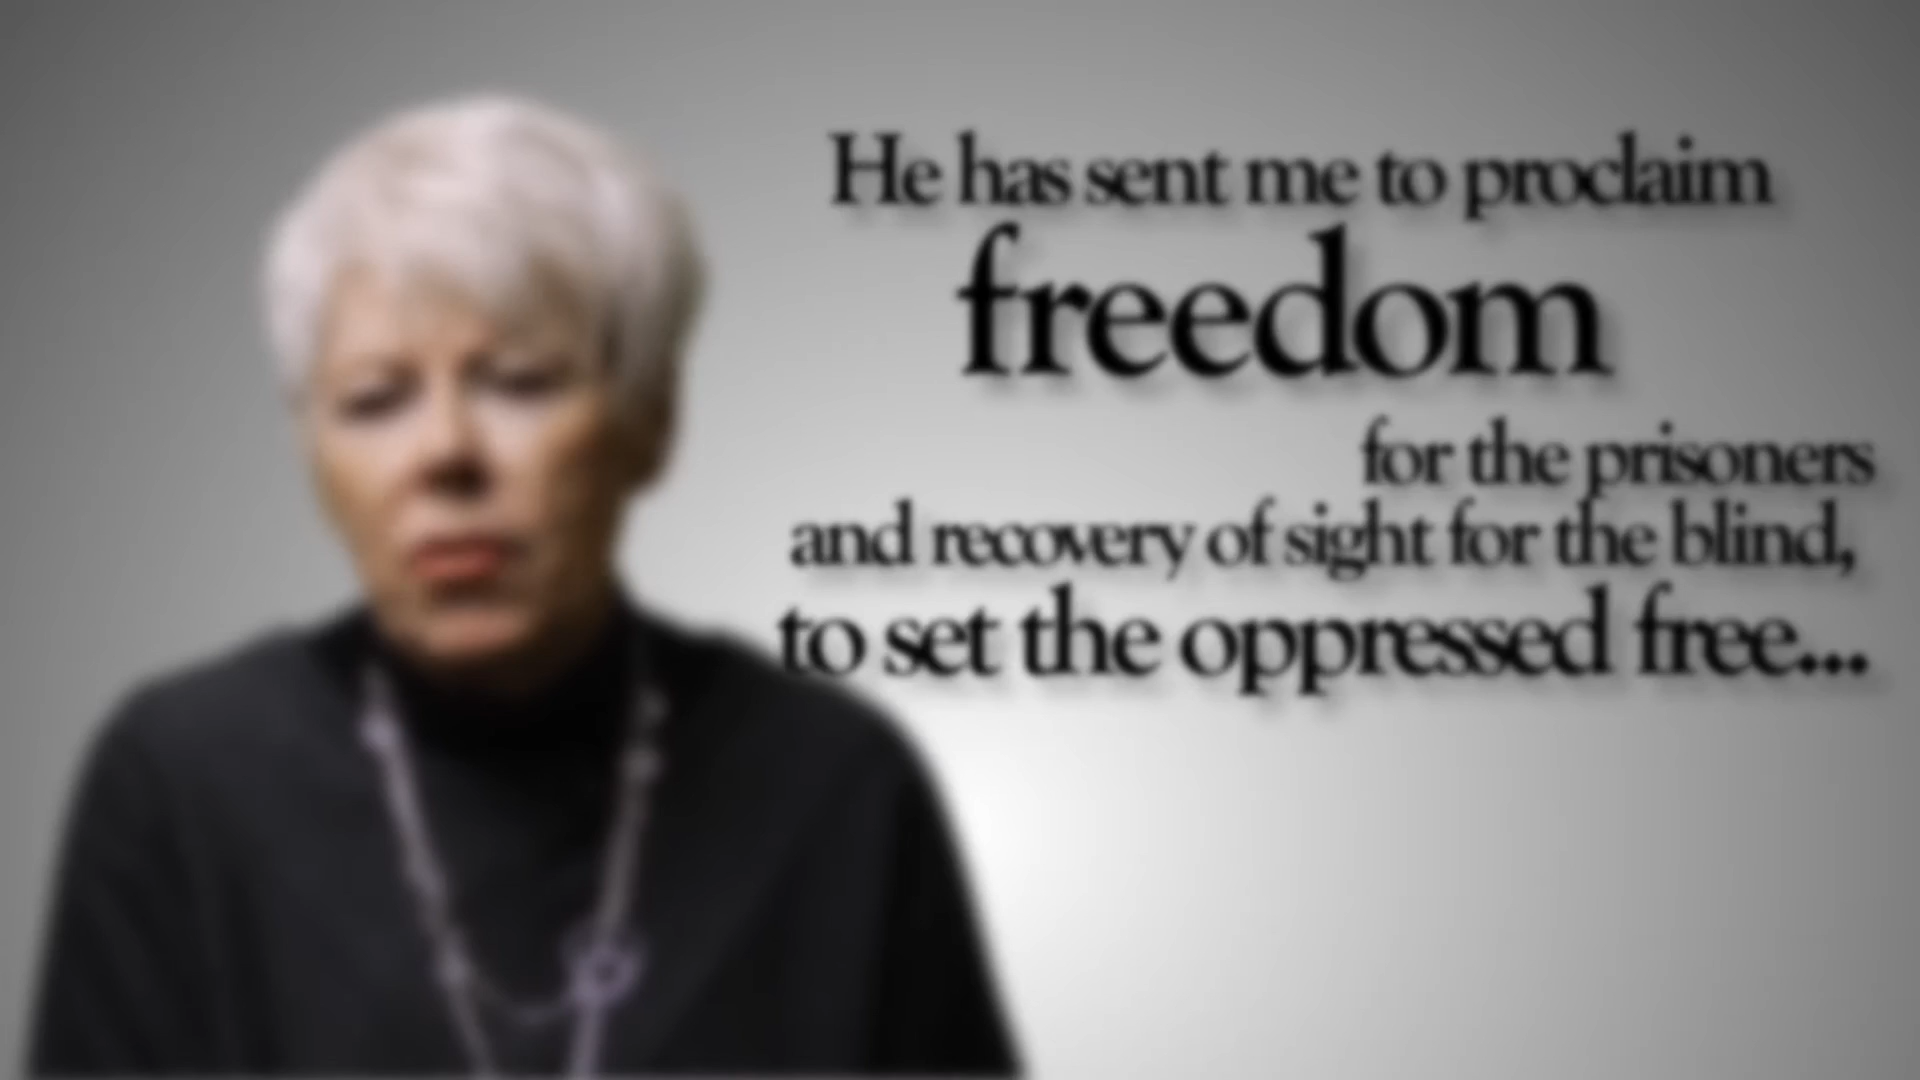 He has sent me to proclaim
freedom
for the prisoners
and recovery of sight for the blind,
to set the oppressed free...